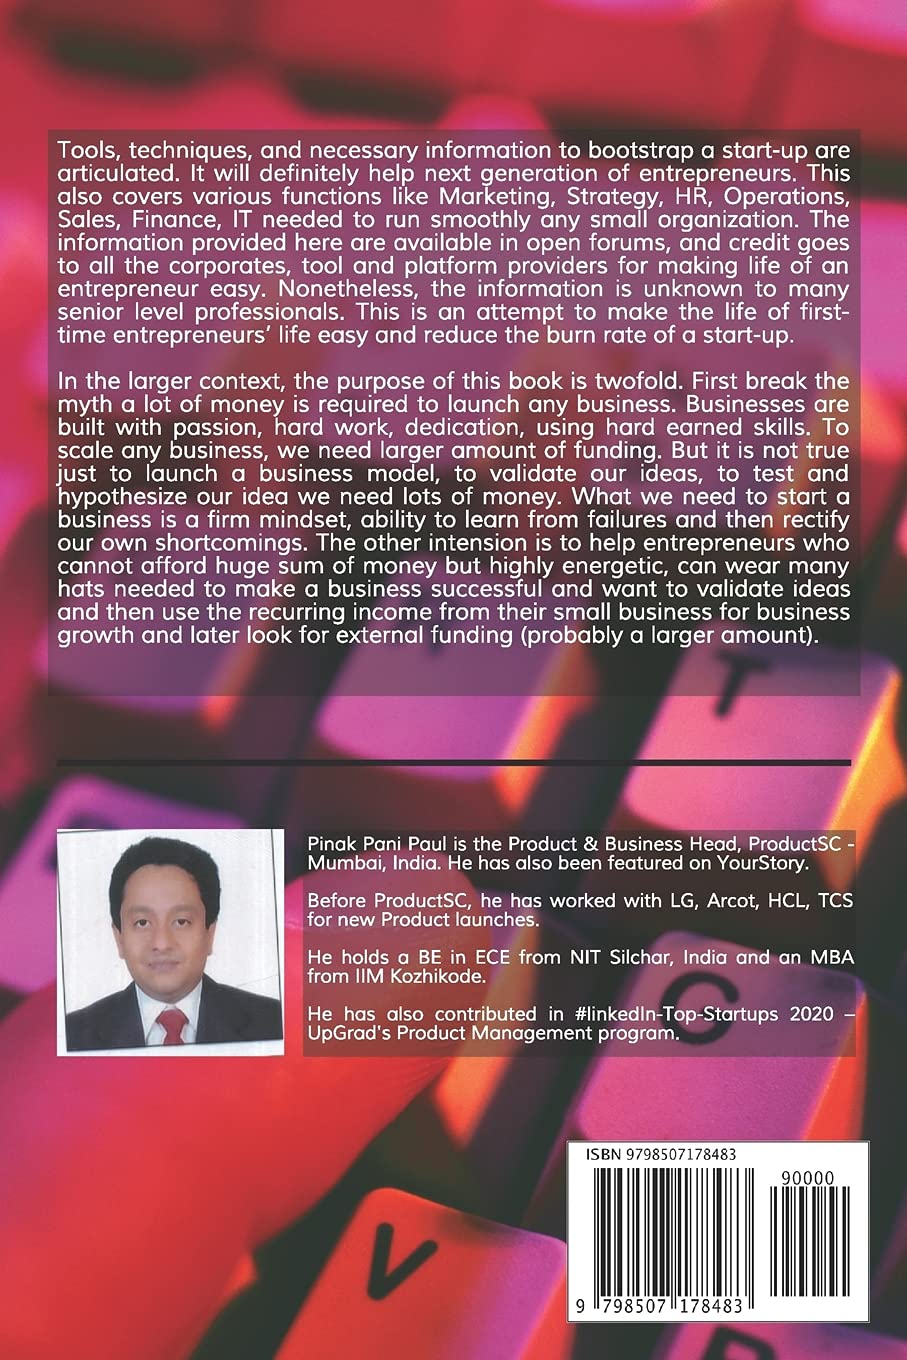 Tools, techniques, and necessary information to bootstrap a start-up are
articulated. It will definitely help next generation of entrepreneurs. This
also covers various functions like Marketing, Strategy, HR, Operations,
Sales, Finance, IT needed to run smoothly any small organization. The
information provided here are available in open forums, and credit goes
to all the corporates, tool and platform providers for making life of an
entrepreneur easy. Nonetheless, the information is unknown to many
senior level professionals. This is an attempt to make the life of first-
time entrepreneurs' life easy and reduce the burn rate of a start-up.
In the larger context, the purpose of this book is twofold. First break the
myth a lot of money is required to launch any business. Businesses are
built with passion, hard work, dedication, using hard earned skills. To
scale any business, we need larger amount of funding. But it is not true
just to launch a business model, to validate our ideas, to test and
hypothesize our idea we need lots of money. What we need to start a
business is a firm mindset, ability to learn from failures and then rectify
our own shortcomings. The other intension is to help entrepreneurs who
cannot afford huge sum of money but highly energetic, can wear many
hats needed to make a business successful and want to validate ideas
and then use the recurring income from their small business for business
growth and later look for external funding (probably a larger amount).
T
Pinak Pani Paul is the Product & Business Head, ProductSC -
Mumbai, India. He has also been featured on YourStory.
Before ProductSC, he has worked with LG, Arcot, HCL, TCS
for new Product launches.
He holds a BE in ECE from NIT Silchar, India and an MBA
from IIM Kozhikode.
He has also contributed in #linkedIn-Top-Startups 2020 –
UpGrad's Product Management program.
G
V
ISBN 9798507178483
90000
9 798507 178483